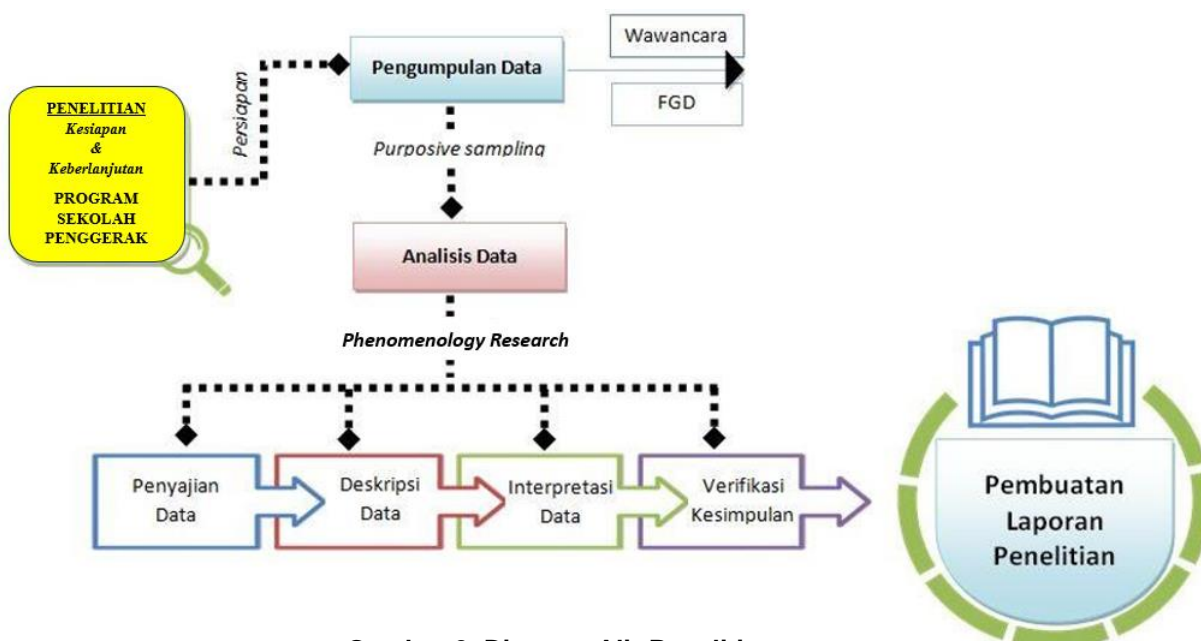 PENELITIAN
Kesiapan
&
Keberlanjutan
PROGRAM
SEKOLAH
PENGGERAK
Persiapan
Pengumpulan Data
Wawancara
FGD
Purposive sampling
Analisis Data
Phenomenology Research
Penyajian
Data
Deskripsi
Data
Interpretasi
Data
Verifikasi
Kesimpulan
Pembuatan
Laporan
Penelitian